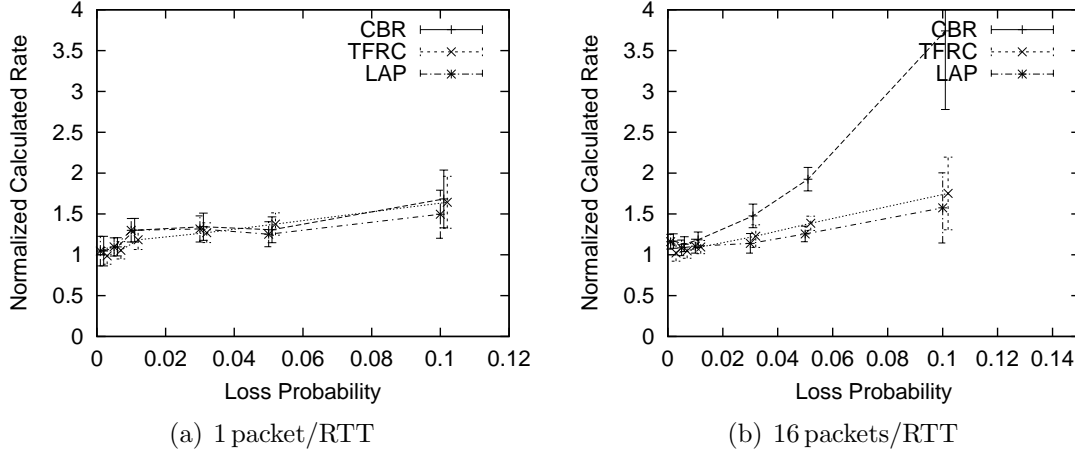 Normalized Calculated Rate
4
3.5
3
2.5
2
1.5
1
0.5
0
CBR
TFRC
LAP
0 0.02 0.04 0.06 0.08 0.1 0.12
Loss Probability
(a) 1 packet/RTT
Normalized Calculated Rate
4
3.5
3
2.5
2
1.5
1
0.5
0
CBR
TFRC
LAP
0 0.02 0.04 0.06 0.08 0.1 0.12 0.14
Loss Probability
(b) 16 packets/RTT